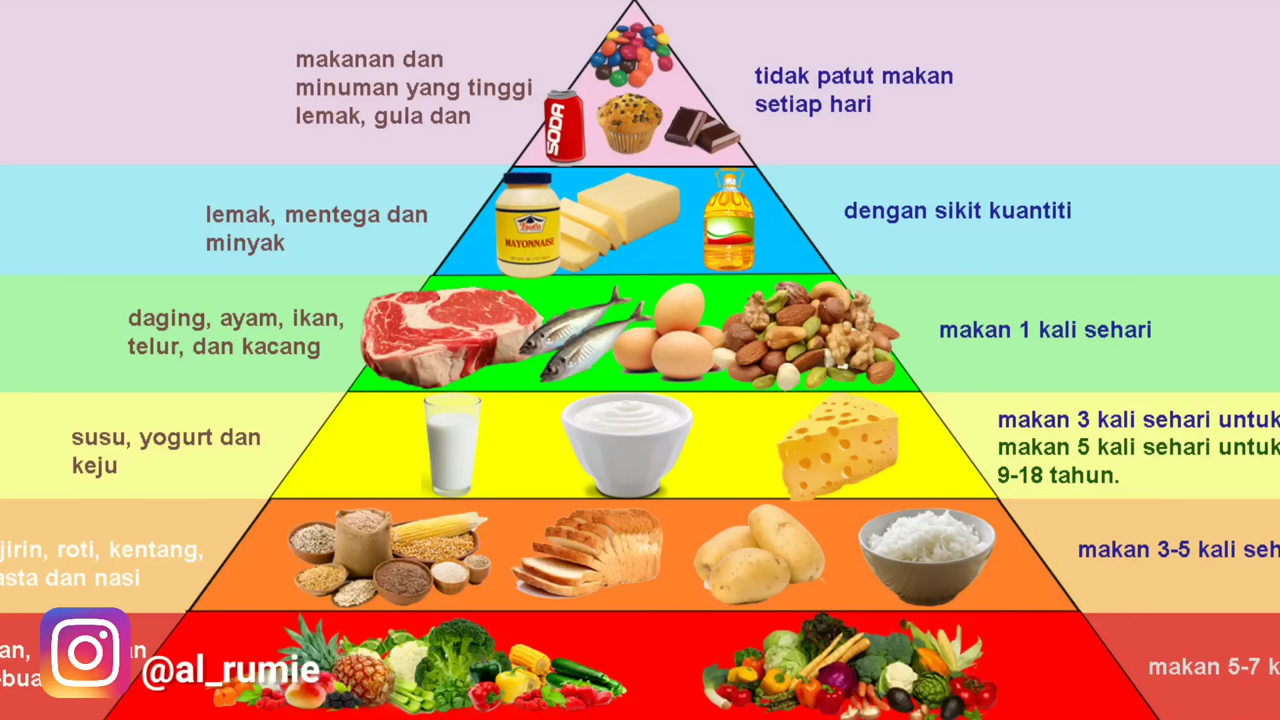 makanan dan
minuman yang tinggi
lemak, gula dan
tidak patut makan
setiap hari
SODA
lemak, mentega dan
minyak
MAYONNAISE
dengan sikit kuantiti
daging, ayam, ikan,
telur, dan kacang
makan 1 kali sehari
susu, yogurt dan
keju
makan 3 kali sehari untuk
makan 5 kali sehari untuk
9-18 tahun.
jirin, roti, kentang,
asta dan nasi
makan 3-5 kali seh
an, an
-bua
@al_rumie
makan 5-7 k